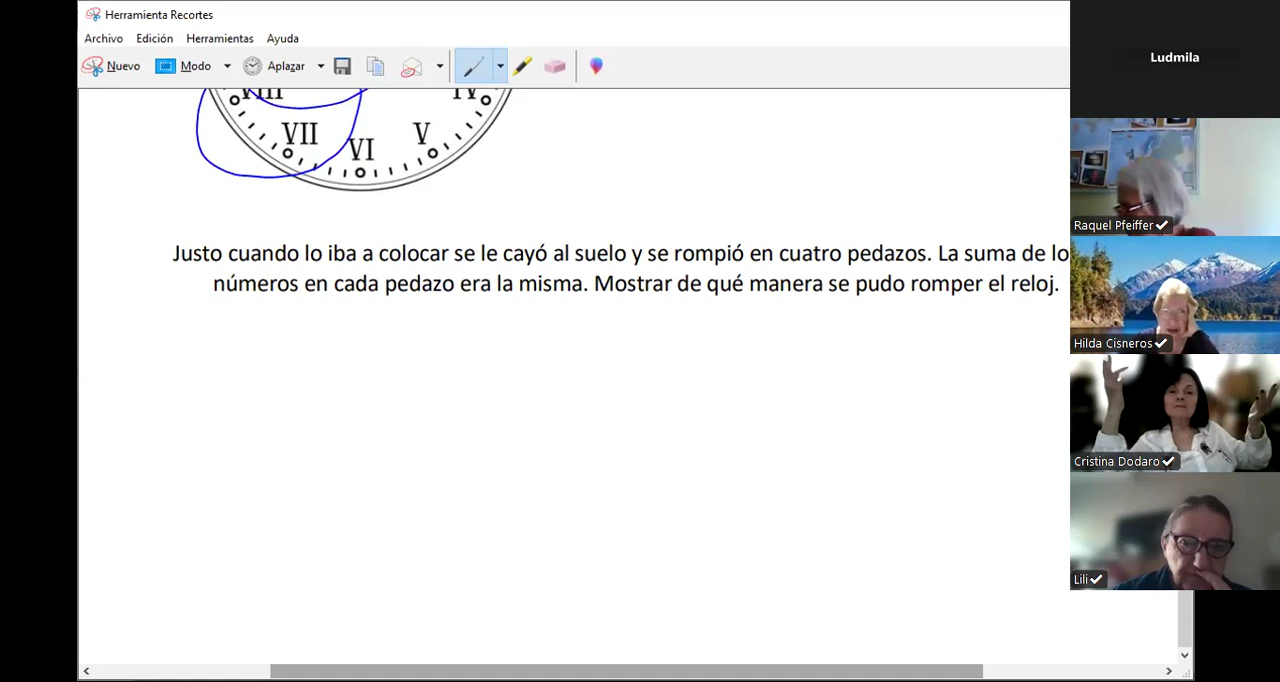 Herramienta Recortes
Archivo Edición Herramientas Ayuda
Nuevo Modo Aplazar
VIII IV
VII V
VI
Justo cuando lo iba a colocar se le cayó al suelo y se rompió en cuatro pedazos. La suma de lo
números en cada pedazo era la misma. Mostrar de qué manera se pudo romper el reloj.
Ludmila
Raquel Pfeiffer
Hilda Cisneros
Cristina Dodaro
Lili